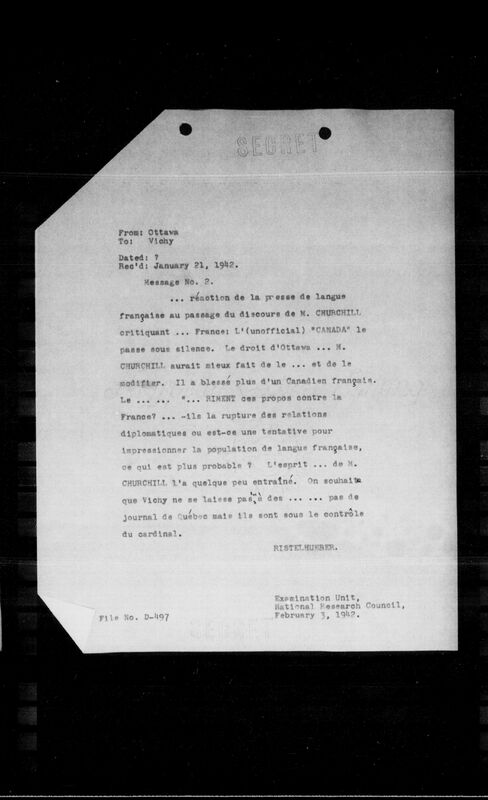 SECRET
From: Ottawa
To: Vichy
Dated: ?
Rec'd: January 21, 1942.
Message No. 2.
... réaction de la presse de langue
française au passage du discours de M. CHURCHILL
critiquant ... France: L'(unofficial) "CANADA" le
passe sous silence. Le droit d'Ottawa ... M.
CHURCHILL aurait mieux fait de le ... et de le
modifier. Il a blessé plus d'un Canadien français.
Le ... ... "... RIMENT ces propos contre la
France? ... -ils la rupture des relations
diplomatiques ou est-ce une tentative pour
impressionner la population de langue française,
ce qui est plus probable ? L'esprit ... de M.
CHURCHILL l'a quelque peu entraîné. On souhaite
que Vichy ne se laisse pas à des ... ... pas de
journal de Québec mais ils sont sous le contrôle
du cardinal.
RISTELHUEBER.
Examination Unit,
National Research Council,
February 3, 1942.
File No. D-497
SECRET